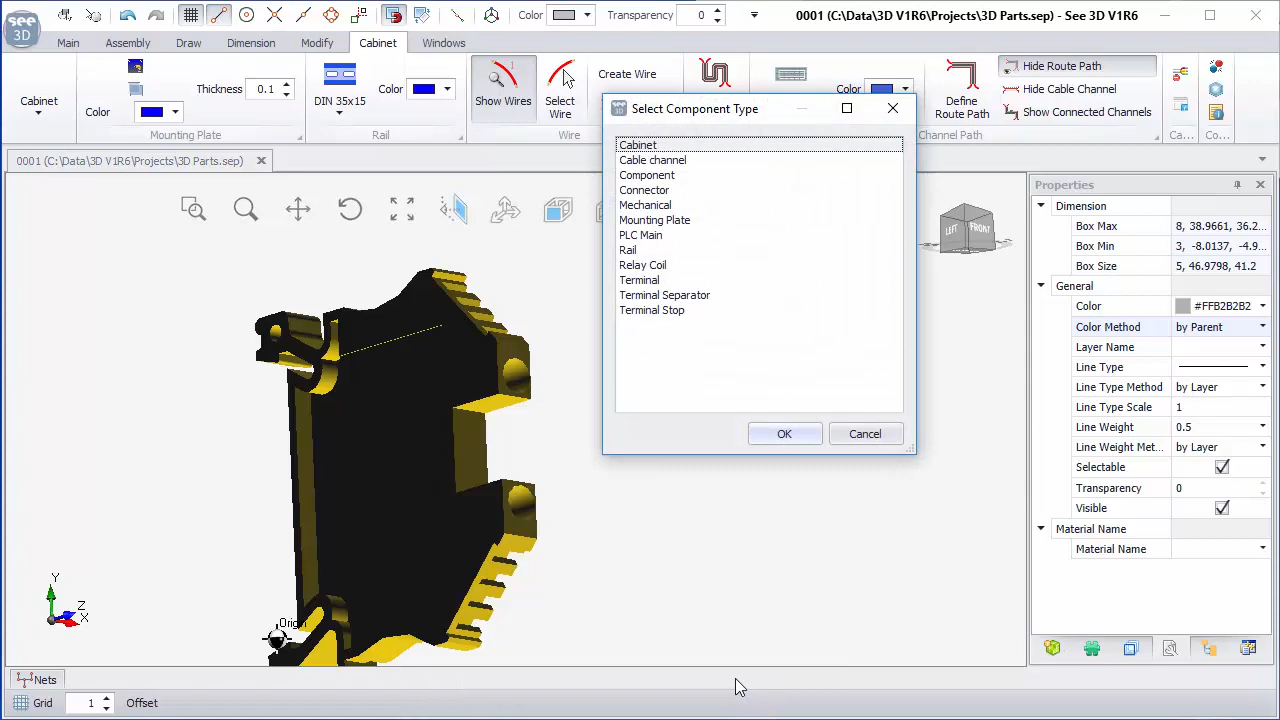 see
3D
Color
Transparency
0
0001 (C:\Data\3D V1R6\Projects\3D Parts.sep) - See 3D V1R6
Main
Assembly
Draw
Dimension
Modify
Cabinet
Windows
Cabinet
Color
Thickness
0.1
Mounting Plate
DIN 35x15
Color
Rail
Show Wires
Select
Wire
Create Wire
Wire
Color
Define
Route Path
Hide Route Path
Hide Cable Channel
Show Connected Channels
Channel Path
Ca...
Co...
0001 (C:\Data\3D V1R6\Projects\3D Parts.sep)
see
3D
Select Component Type
Cabinet
Cable channel
Component
Connector
Mechanical
Mounting Plate
PLC Main
Rail
Relay Coil
Terminal
Terminal Separator
Terminal Stop
OK
Cancel
LEFT
FRONT
Properties
Dimension
Box Max
8, 38.9661, 36.2...
Box Min
3, -8.0137, -4.9...
Box Size
5, 46.9798, 41.2
General
Color
#FFB2B2B2
Color Method
by Parent
Layer Name
Line Type
Line Type Method
by Layer
Line Type Scale
1
Line Weight
0.5
Line Weight Met...
by Layer
Selectable
Transparency
0
Visible
Material Name
Material Name
Y
Z
X
Nets
Grid
1
Offset